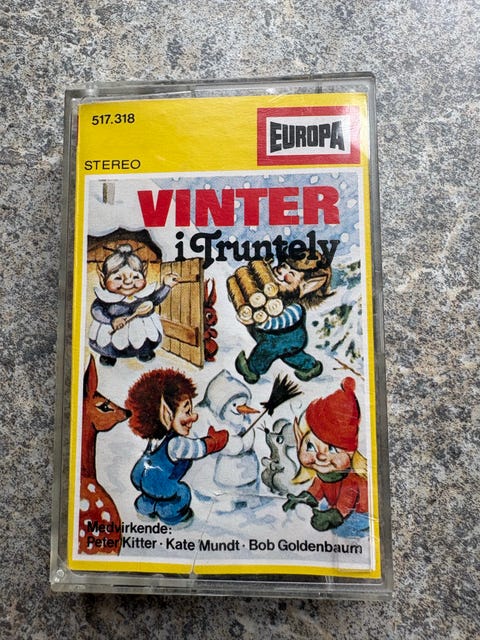 517.318
EUROPA
STEREO
VINTER
i Truntely
Medvirkende:
Peter Kitter · Kate Mundt · Bob Goldenbaum